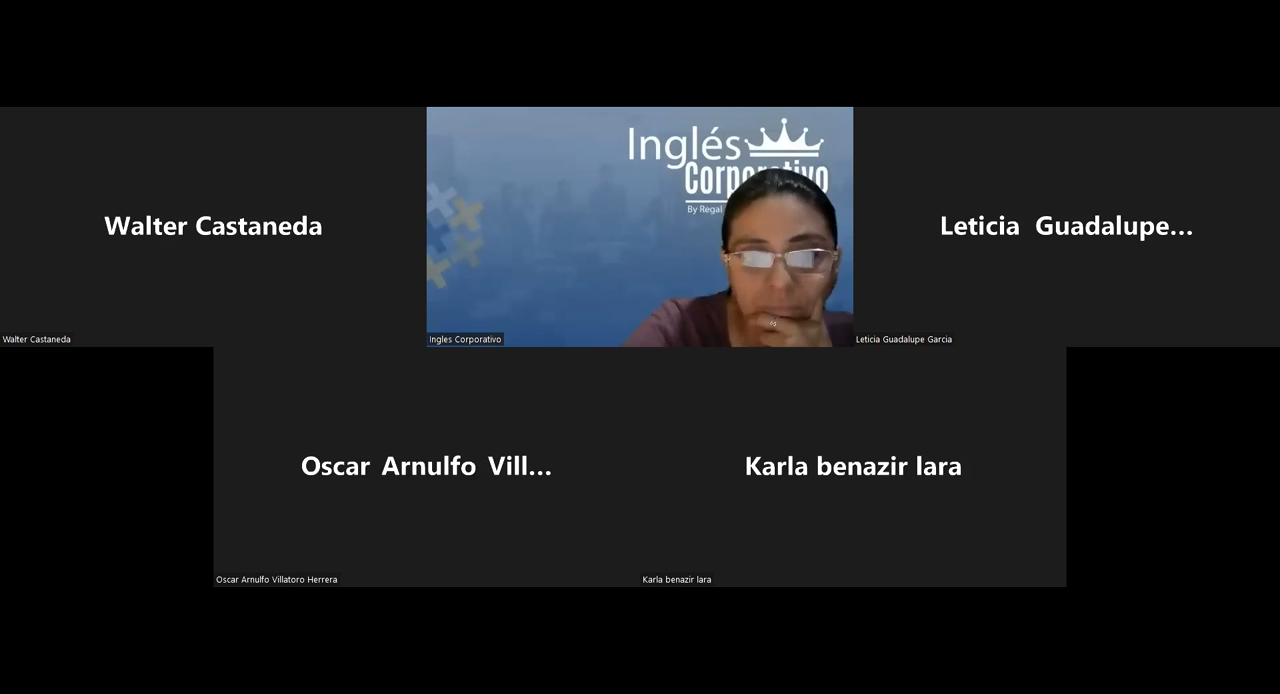 Walter Castaneda
Walter Castaneda
Inglés
Corporativo
By Regal
Ingles Corporativo
Leticia Guadalupe...
Leticia Guadalupe Garcia
Oscar Arnulfo Vill...
Oscar Arnulfo Villatoro Herrera
Karla benazir lara
Karla benazir lara